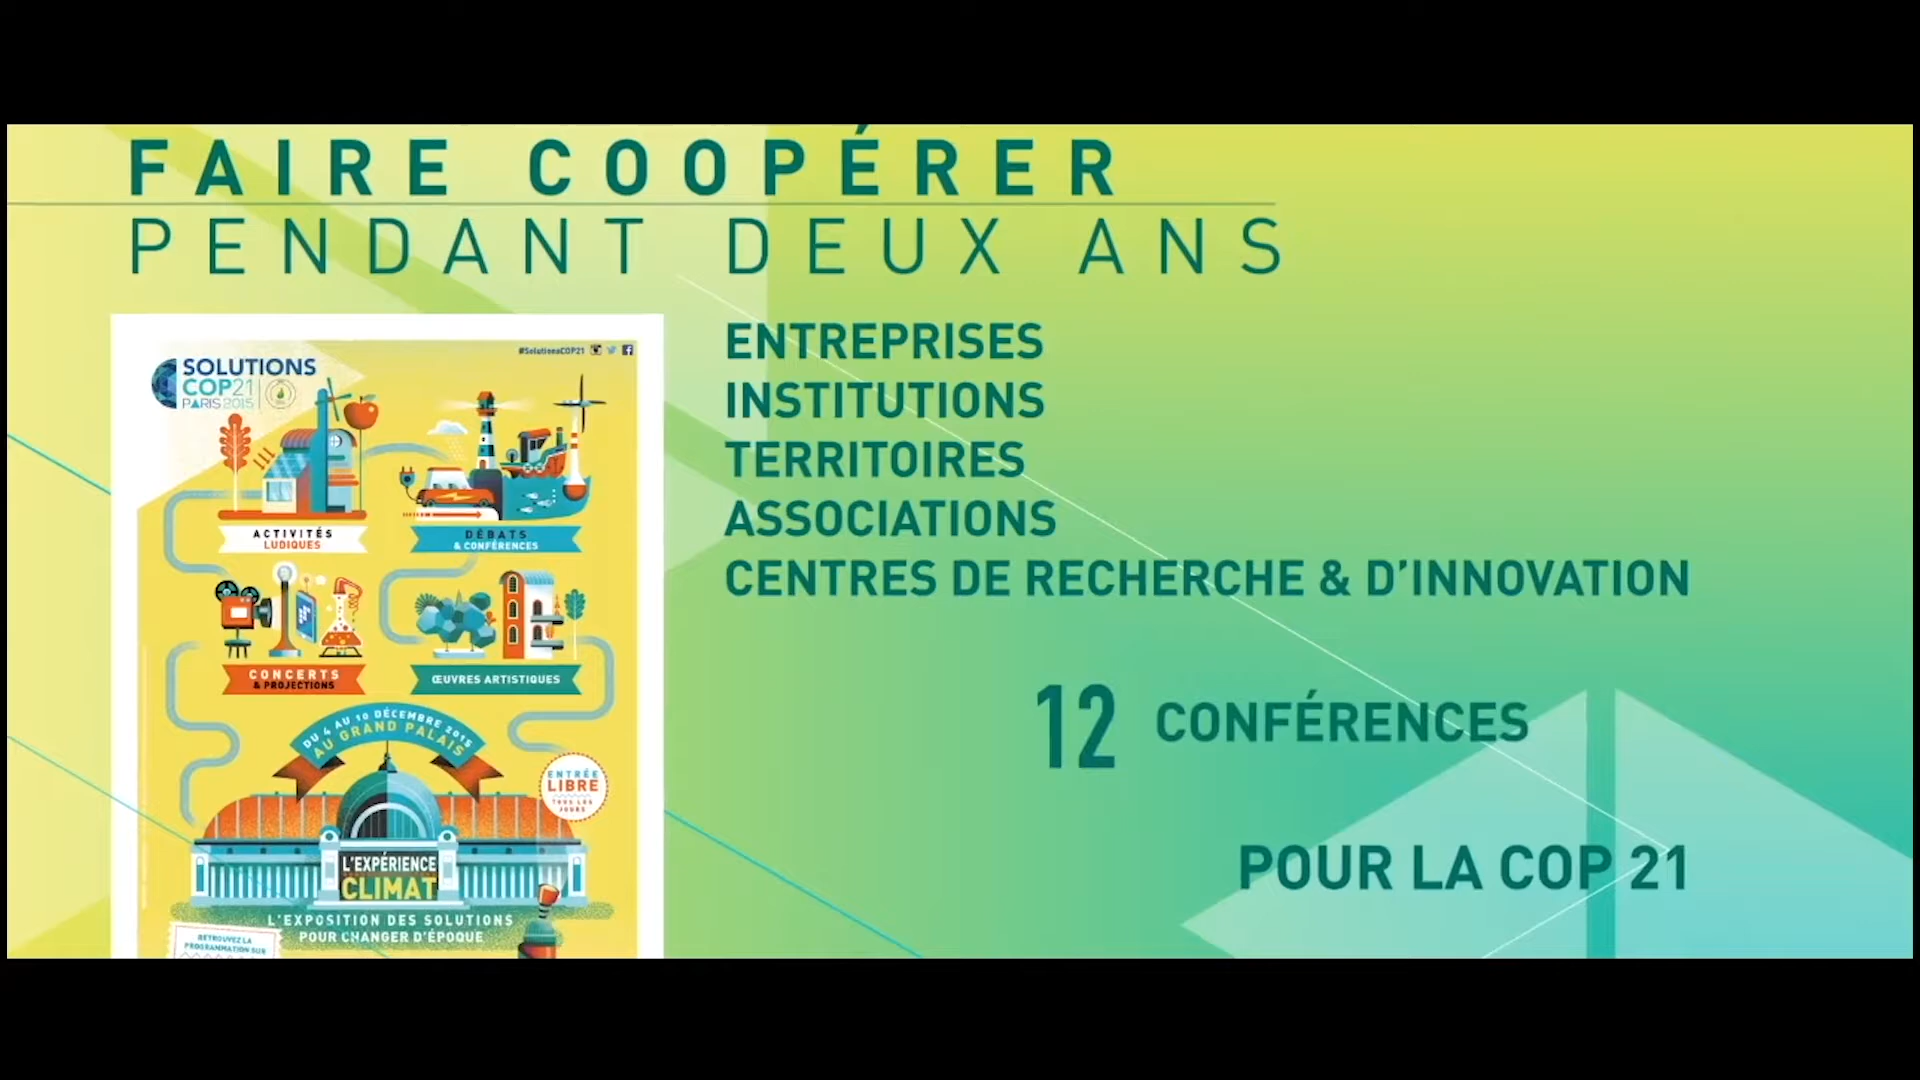 FAIRE COOPÉRER
PENDANT DEUX ANS
ENTREPRISES
INSTITUTIONS
TERRITOIRES
ASSOCIATIONS
CENTRES DE RECHERCHE & D'INNOVATION
12 CONFÉRENCES
POUR LA COP 21
#SolutionsCOP21
SOLUTIONS
COP21
PARIS 2015
ACTIVITÉS
LUDIQUES
DÉBATS
& CONFÉRENCES
CONCERTS
& PROJECTIONS
ŒUVRES ARTISTIQUES
DU 4 AU 10 DÉCEMBRE 2015
AU GRAND PALAIS
ENTRÉE
LIBRE
TOUS LES
JOURS
L'EXPÉRIENCE
CLIMAT
L'EXPOSITION DES SOLUTIONS
POUR CHANGER D'ÉPOQUE
RETROUVEZ LA
PROGRAMMATION SUR